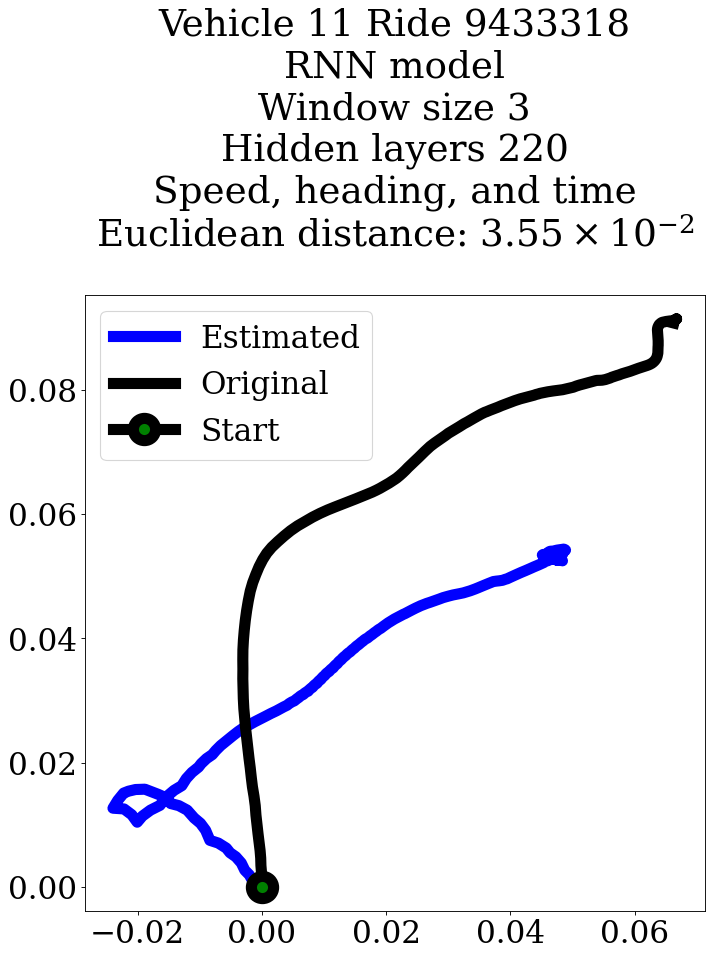 Vehicle 11 Ride 9433318
RNN model
Window size 3
Hidden layers 220
Speed, heading, and time
Euclidean distance: 3.55 × 10⁻²
Estimated
Original
Start
0.08
0.06
0.04
0.02
0.00
−0.02 0.00 0.02 0.04 0.06